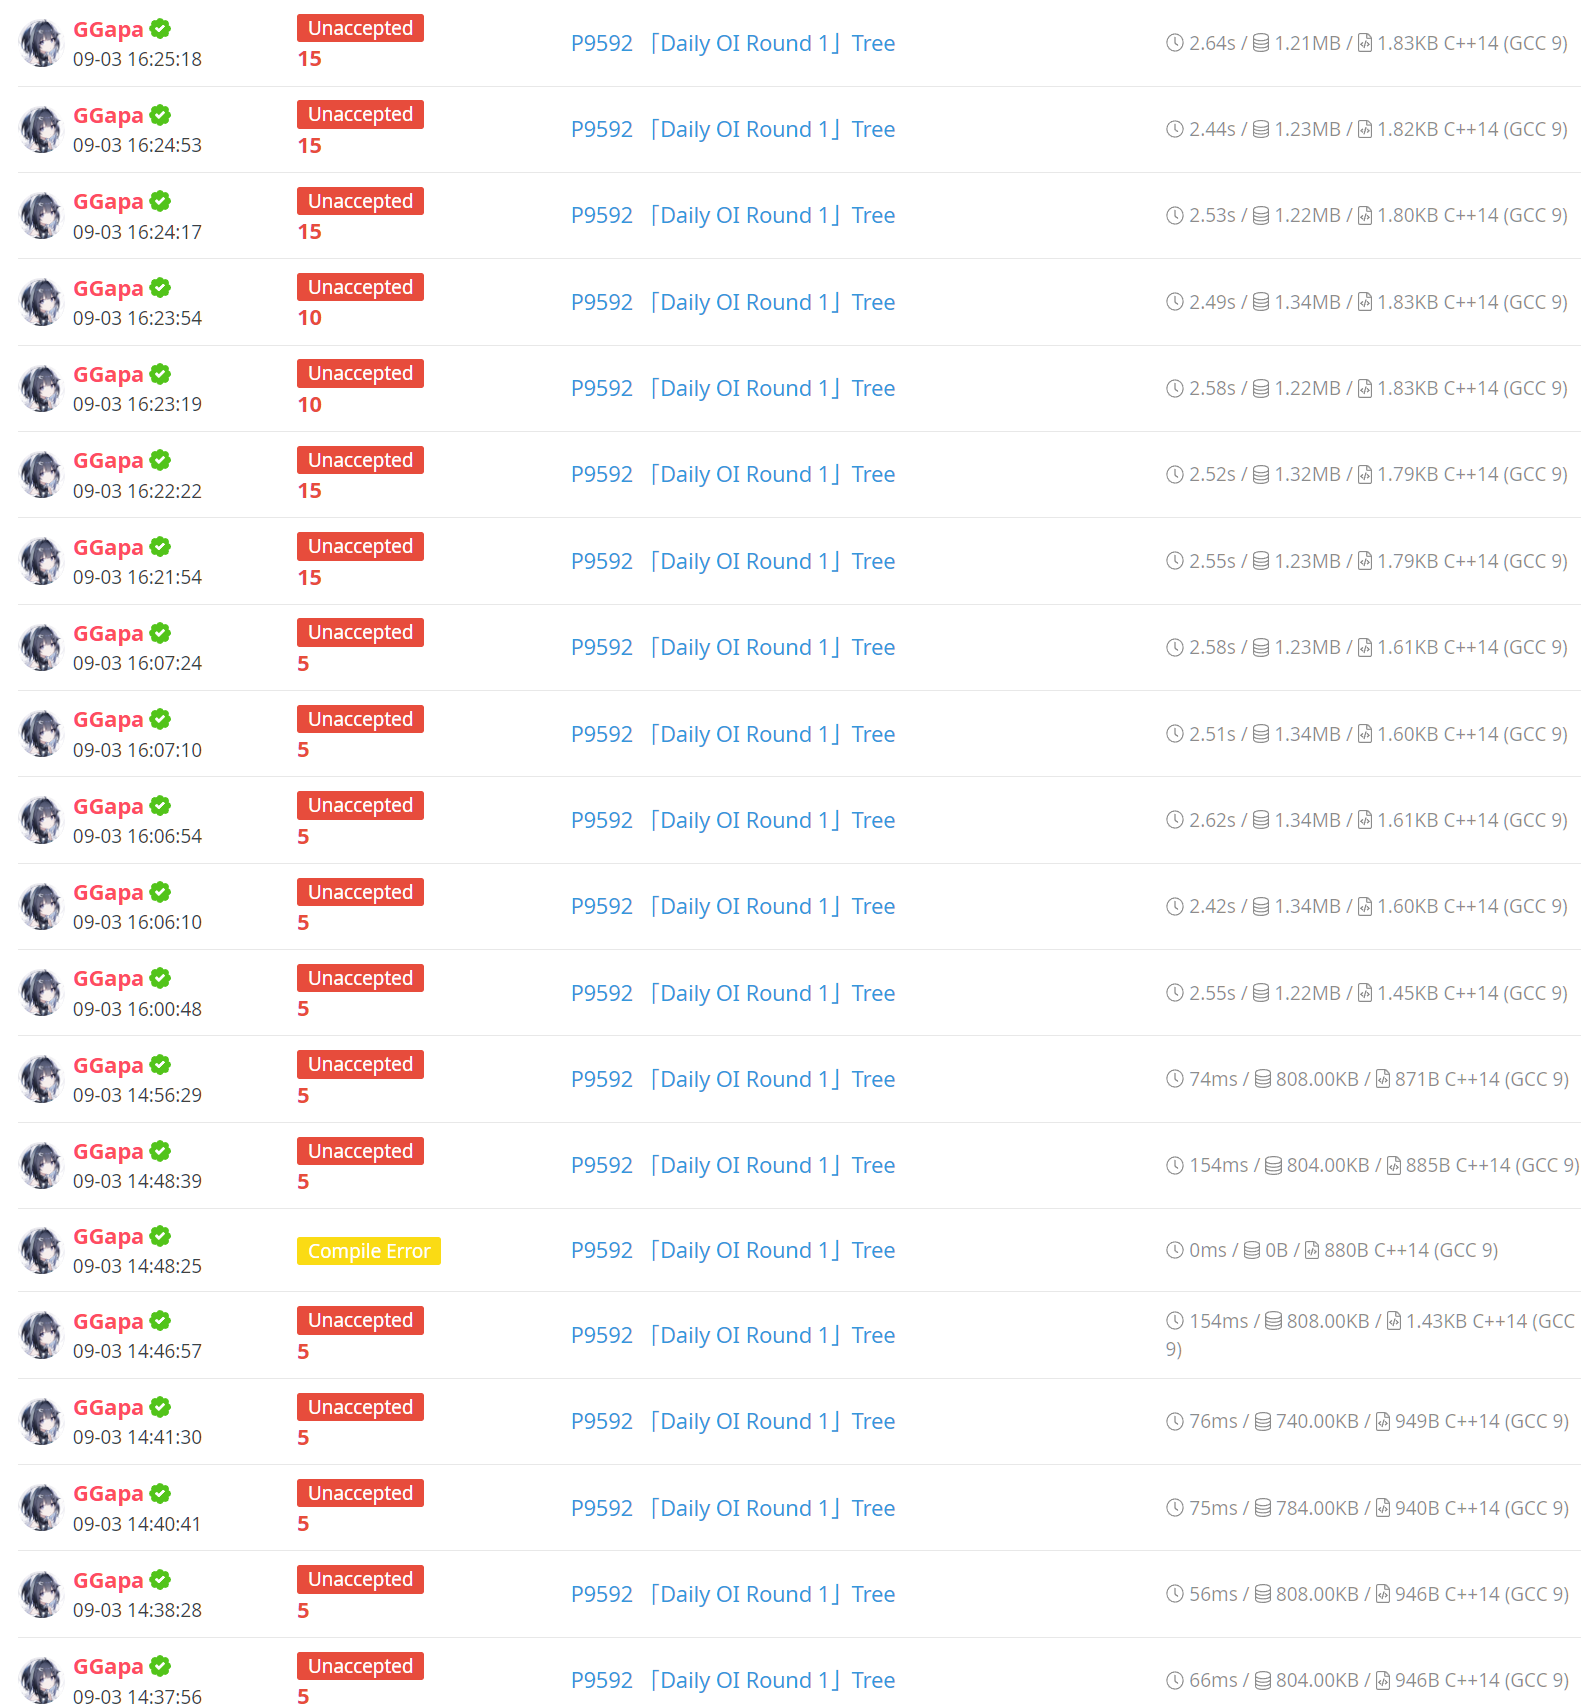 GGapa
Unaccepted
P9592 「Daily OI Round 1」 Tree
2.64s / 1.21MB / 1.83KB C++14 (GCC 9)
09-03 16:25:18
15
GGapa
Unaccepted
P9592 「Daily OI Round 1」 Tree
2.44s / 1.23MB / 1.82KB C++14 (GCC 9)
09-03 16:24:53
15
GGapa
Unaccepted
P9592 「Daily OI Round 1」 Tree
2.53s / 1.22MB / 1.80KB C++14 (GCC 9)
09-03 16:24:17
15
GGapa
Unaccepted
P9592 「Daily OI Round 1」 Tree
2.49s / 1.34MB / 1.83KB C++14 (GCC 9)
09-03 16:23:54
10
GGapa
Unaccepted
P9592 「Daily OI Round 1」 Tree
2.58s / 1.22MB / 1.83KB C++14 (GCC 9)
09-03 16:23:19
10
GGapa
Unaccepted
P9592 「Daily OI Round 1」 Tree
2.52s / 1.32MB / 1.79KB C++14 (GCC 9)
09-03 16:22:22
15
GGapa
Unaccepted
P9592 「Daily OI Round 1」 Tree
2.55s / 1.23MB / 1.79KB C++14 (GCC 9)
09-03 16:21:54
15
GGapa
Unaccepted
P9592 「Daily OI Round 1」 Tree
2.58s / 1.23MB / 1.61KB C++14 (GCC 9)
09-03 16:07:24
5
GGapa
Unaccepted
P9592 「Daily OI Round 1」 Tree
2.51s / 1.34MB / 1.60KB C++14 (GCC 9)
09-03 16:07:10
5
GGapa
Unaccepted
P9592 「Daily OI Round 1」 Tree
2.62s / 1.34MB / 1.61KB C++14 (GCC 9)
09-03 16:06:54
5
GGapa
Unaccepted
P9592 「Daily OI Round 1」 Tree
2.42s / 1.34MB / 1.60KB C++14 (GCC 9)
09-03 16:06:10
5
GGapa
Unaccepted
P9592 「Daily OI Round 1」 Tree
2.55s / 1.22MB / 1.45KB C++14 (GCC 9)
09-03 16:00:48
5
GGapa
Unaccepted
P9592 「Daily OI Round 1」 Tree
74ms / 808.00KB / 871B C++14 (GCC 9)
09-03 14:56:29
5
GGapa
Unaccepted
P9592 「Daily OI Round 1」 Tree
154ms / 804.00KB / 885B C++14 (GCC 9)
09-03 14:48:39
5
GGapa
Compile Error
P9592 「Daily OI Round 1」 Tree
0ms / 0B / 880B C++14 (GCC 9)
09-03 14:48:25
GGapa
Unaccepted
P9592 「Daily OI Round 1」 Tree
154ms / 808.00KB / 1.43KB C++14 (GCC
9)
09-03 14:46:57
5
GGapa
Unaccepted
P9592 「Daily OI Round 1」 Tree
76ms / 740.00KB / 949B C++14 (GCC 9)
09-03 14:41:30
5
GGapa
Unaccepted
P9592 「Daily OI Round 1」 Tree
75ms / 784.00KB / 940B C++14 (GCC 9)
09-03 14:40:41
5
GGapa
Unaccepted
P9592 「Daily OI Round 1」 Tree
56ms / 808.00KB / 946B C++14 (GCC 9)
09-03 14:38:28
5
GGapa
Unaccepted
P9592 「Daily OI Round 1」 Tree
66ms / 804.00KB / 946B C++14 (GCC 9)
09-03 14:37:56
5